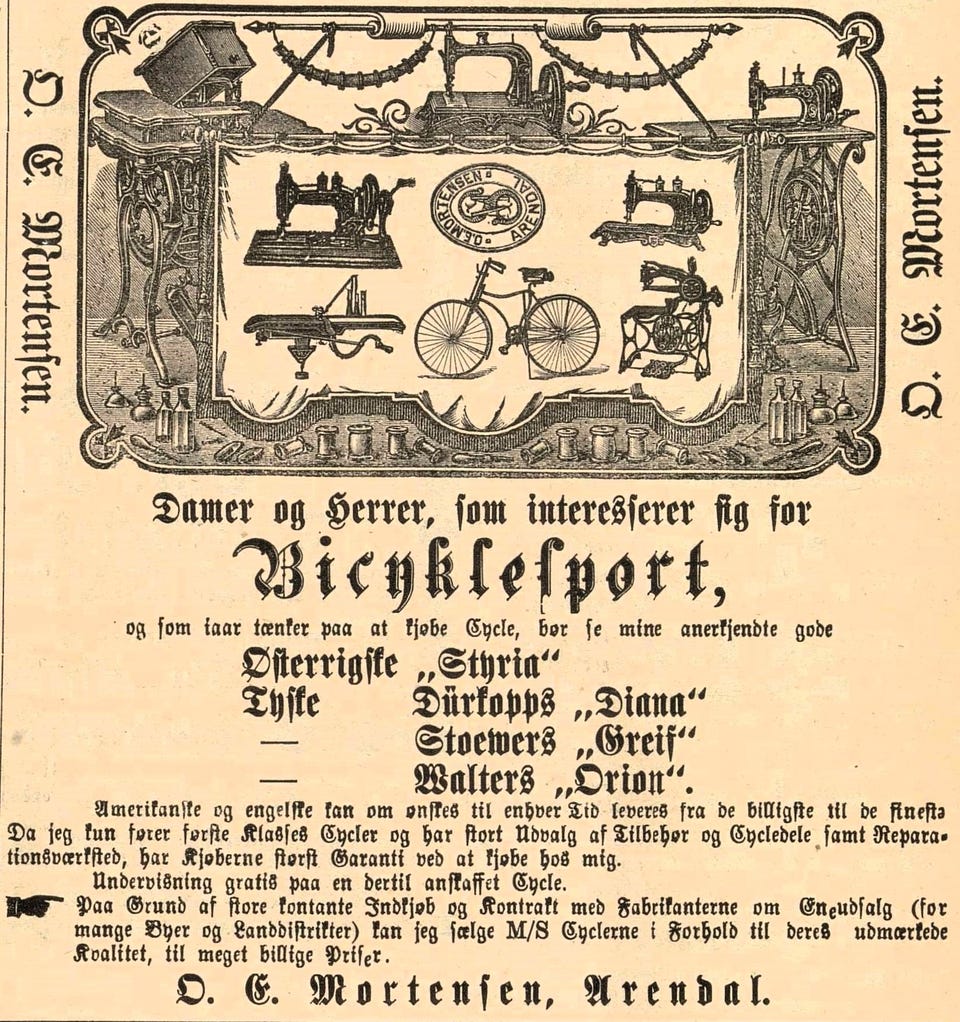 O. E. Mortensen.
O. E. Mortensen.
O.E. MORTENSEN ARENDAL
Damer og Herrer, som interesserer sig for
Bicyklesport,
og som iaar tænker paa at kjøbe Cycle, bør se mine anerkjendte gode
Østerrigske „Styria“
Tyske Dürkopps „Diana“
— Stoewers „Greif“
— Walters „Orion“.
Amerikanske og engelske kan om ønskes til enhver Tid leveres fra de billigste til de fineste
Da jeg kun fører første Klasses Cycler og har stort Udvalg af Tilbehør og Cycledele samt Repara-
tionsværksted, har Kjøberne størst Garanti ved at kjøbe hos mig.
Undervisning gratis paa en dertil anskaffet Cycle.
Paa Grund af store kontante Indkjøb og Kontrakt med Fabrikanterne om Eneudsalg (for
mange Byer og Landdistrikter) kan jeg sælge M/S Cyclerne i Forhold til deres udmærkede
Kvalitet, til meget billige Priser.
O. E. Mortensen, Arendal.